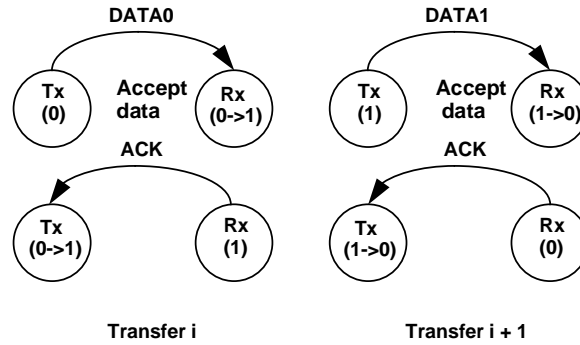 DATA0
Tx
(0)
Accept
data
Rx
(0->1)
ACK
Tx
(0->1)
Rx
(1)
Transfer i
DATA1
Tx
(1)
Accept
data
Rx
(1->0)
ACK
Tx
(1->0)
Rx
(0)
Transfer i + 1